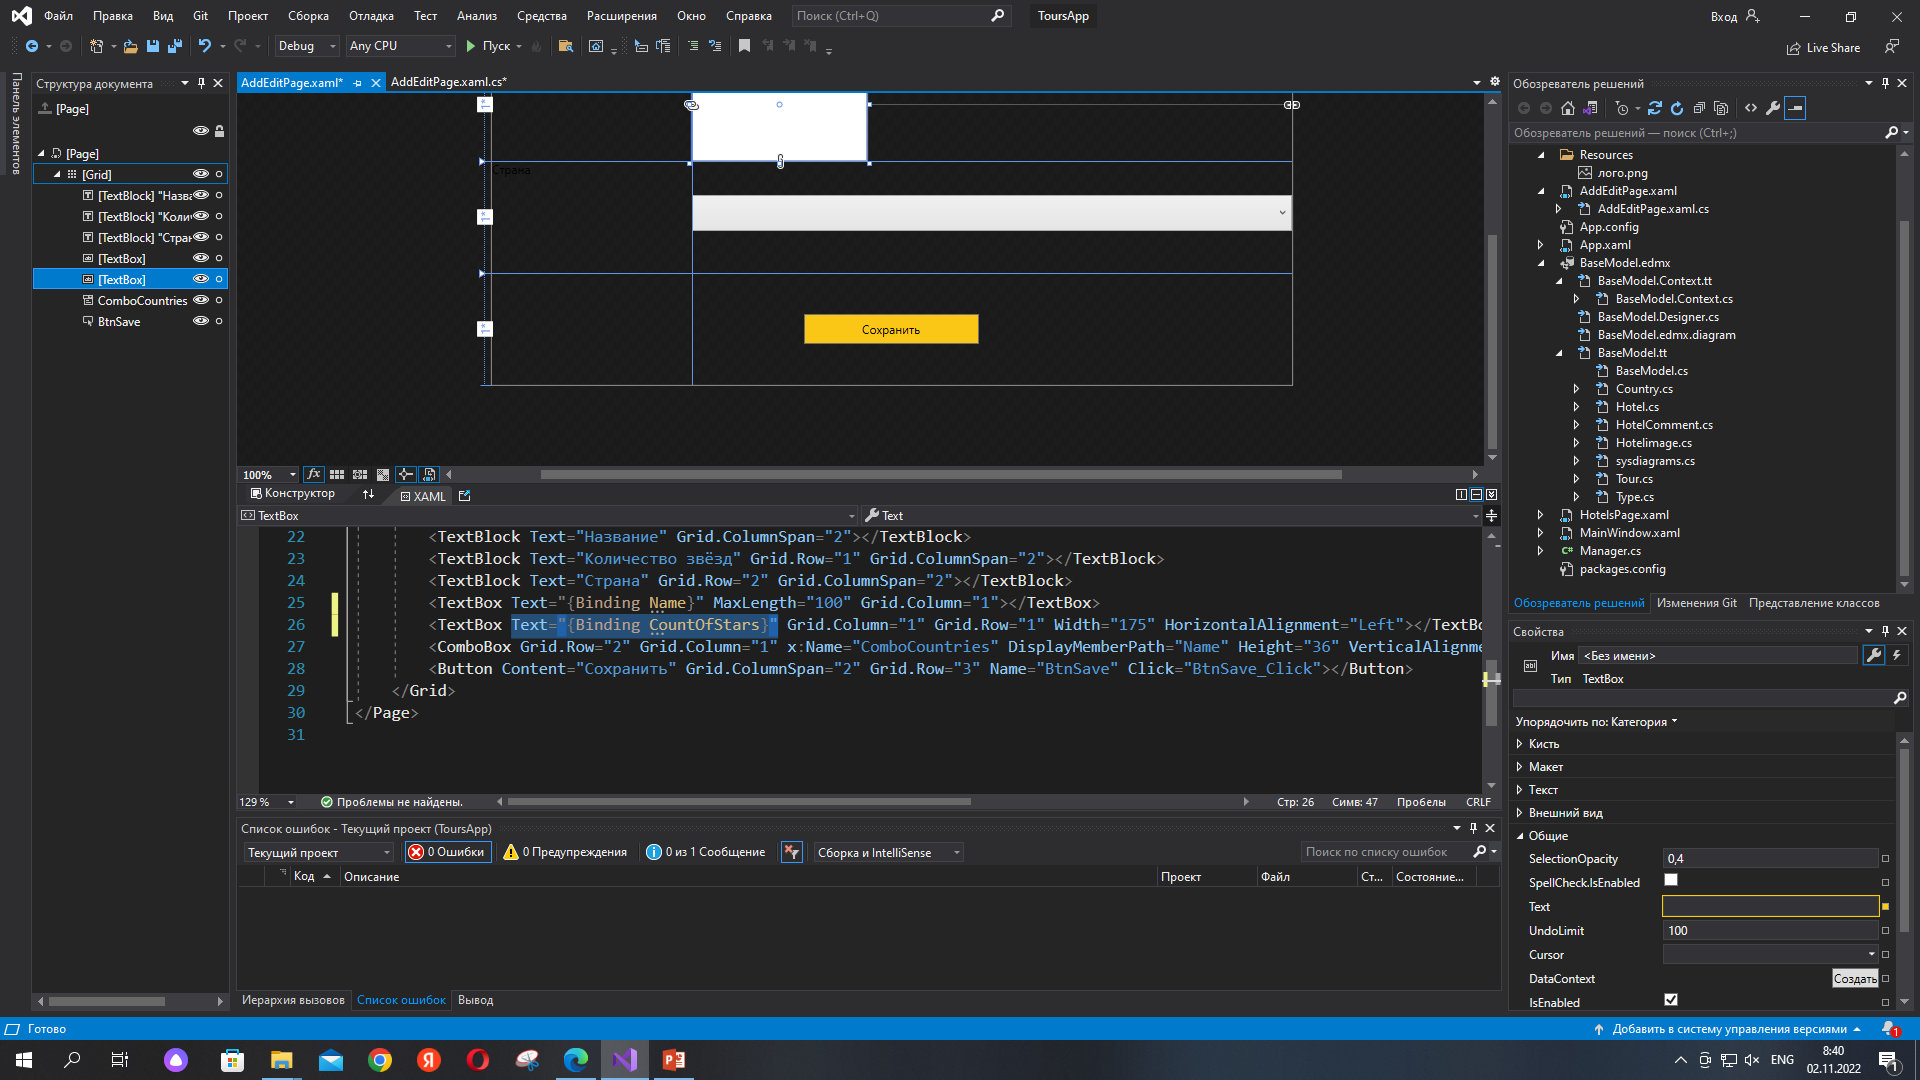 Файл Правка Вид Git Проект Сборка Отладка Тест Анализ Средства Расширения Окно Справка Поиск (Ctrl+Q) ToursApp Вход
Debug Any CPU Пуск Live Share
Панель элементов
Структура документа
[Page]
[Page]
[Grid]
[TextBlock] "Назва
[TextBlock] "Коли
[TextBlock] "Стран
[TextBox]
[TextBox]
ComboCountries
BtnSave
AddEditPage.xaml* AddEditPage.xaml.cs*
Страна
Сохранить
100%
Конструктор XAML
TextBox Text
22 <TextBlock Text="Название" Grid.ColumnSpan="2"></TextBlock>
23 <TextBlock Text="Количество звёзд" Grid.Row="1" Grid.ColumnSpan="2"></TextBlock>
24 <TextBlock Text="Страна" Grid.Row="2" Grid.ColumnSpan="2"></TextBlock>
25 <TextBox Text="{Binding Name}" MaxLength="100" Grid.Column="1"></TextBox>
26 <TextBox Text="{Binding CountOfStars}" Grid.Column="1" Grid.Row="1" Width="175" HorizontalAlignment="Left"></TextBo
27 <ComboBox Grid.Row="2" Grid.Column="1" x:Name="ComboCountries" DisplayMemberPath="Name" Height="36" VerticalAlignme
28 <Button Content="Сохранить" Grid.ColumnSpan="2" Grid.Row="3" Name="BtnSave" Click="BtnSave_Click"></Button>
29 </Grid>
30 </Page>
31
129 % Проблемы не найдены. Стр: 26 Симв: 47 Пробелы CRLF
Список ошибок - Текущий проект (ToursApp)
Текущий проект 0 Ошибки 0 Предупреждения 0 из 1 Сообщение Сборка и IntelliSense Поиск по списку ошибок
Код Описание Проект Файл Ст... Состояние...
Иерархия вызовов Список ошибок Вывод
Обозреватель решений
Обозреватель решений — поиск (Ctrl+;)
Resources
лого.png
AddEditPage.xaml
AddEditPage.xaml.cs
App.config
App.xaml
BaseModel.edmx
BaseModel.Context.tt
BaseModel.Context.cs
BaseModel.Designer.cs
BaseModel.edmx.diagram
BaseModel.tt
BaseModel.cs
Country.cs
Hotel.cs
HotelComment.cs
Hotelimage.cs
sysdiagrams.cs
Tour.cs
Type.cs
HotelsPage.xaml
MainWindow.xaml
Manager.cs
packages.config
Обозреватель решений Изменения Git Представление классов
Свойства
Имя <Без имени>
Тип TextBox
Упорядочить по: Категория
Кисть
Макет
Текст
Внешний вид
Общие
SelectionOpacity 0,4
SpellCheck.IsEnabled
Text
UndoLimit 100
Cursor
DataContext Создать
IsEnabled
Готово Добавить в систему управления версиями 1
ENG 8:40
02.11.2022 1